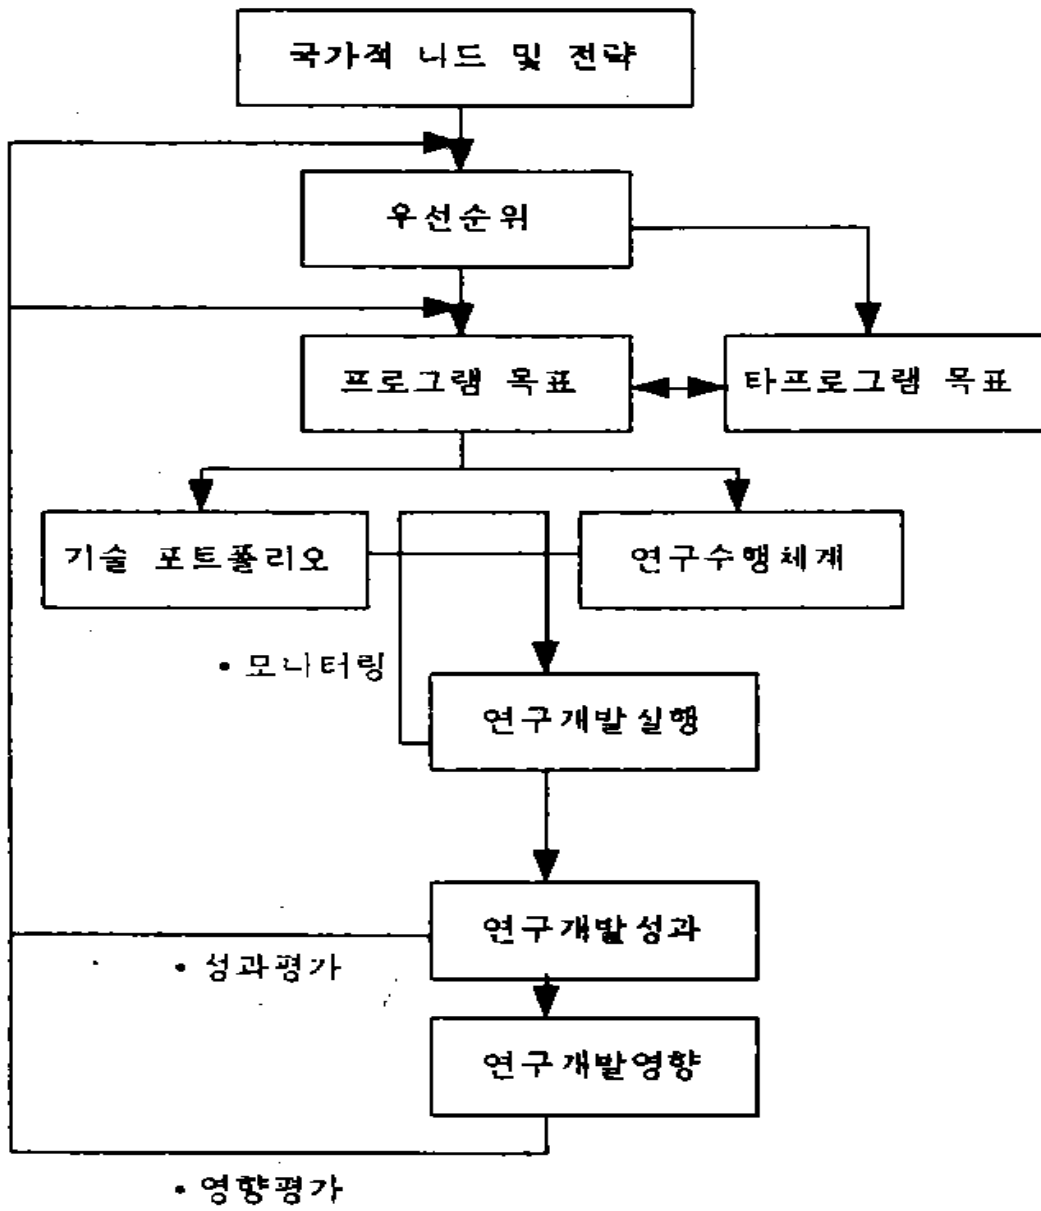 국가적 니드 및 전략
우선순위
프로그램 목표
타프로그램 목표
기술 포트폴리오
연구수행체계
• 모니터링
연구개발실행
연구개발성과
• 성과평가
연구개발영향
• 영향평가